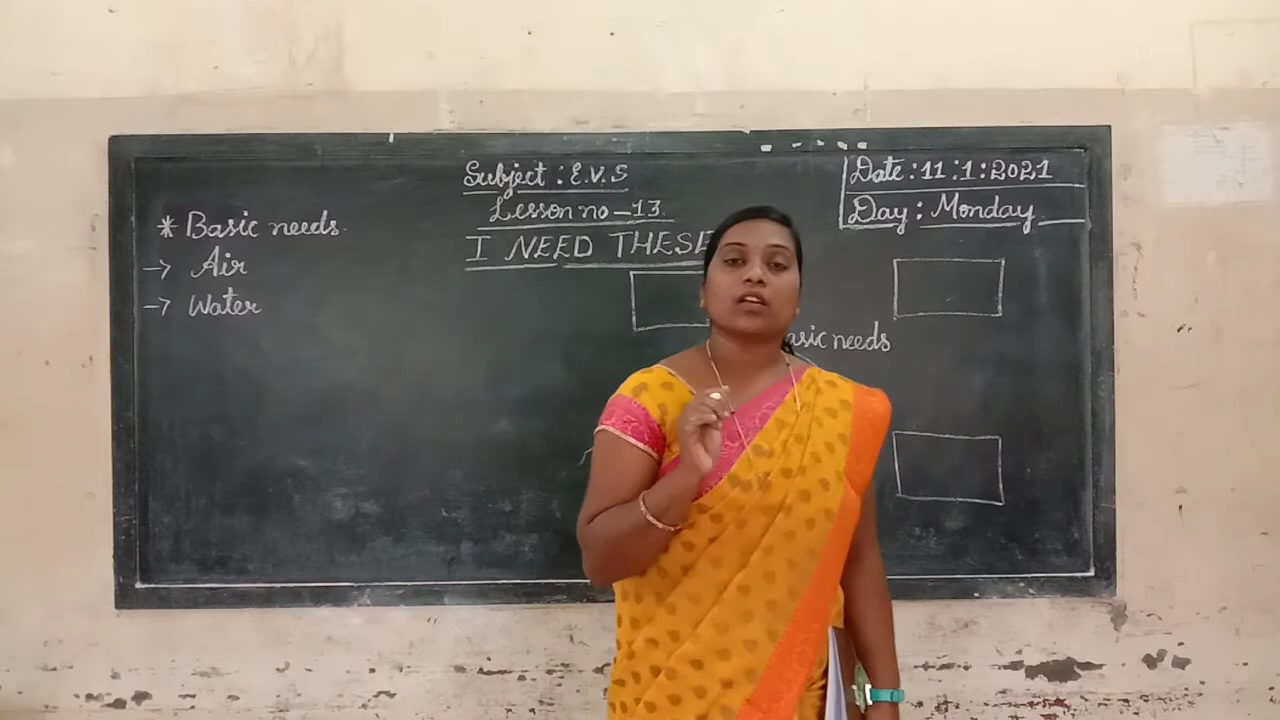 Subject : E.V.S
Lesson no - 13.
I NEED THESE
Date : 11 : 1 : 2021
Day : Monday
* Basic needs
→ Air
→ Water
asic needs